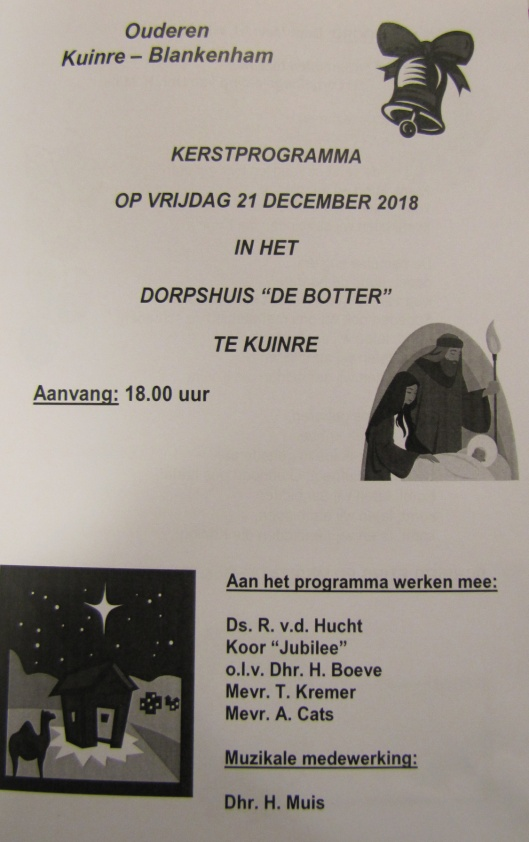 Ouderen
Kuinre – Blankenham
KERSTPROGRAMMA
OP VRIJDAG 21 DECEMBER 2018
IN HET
DORPSHUIS “DE BOTTER”
TE KUINRE
Aanvang: 18.00 uur
Aan het programma werken mee:
Ds. R. v.d. Hucht
Koor “Jubilee”
o.l.v. Dhr. H. Boeve
Mevr. T. Kremer
Mevr. A. Cats
Muzikale medewerking:
Dhr. H. Muis